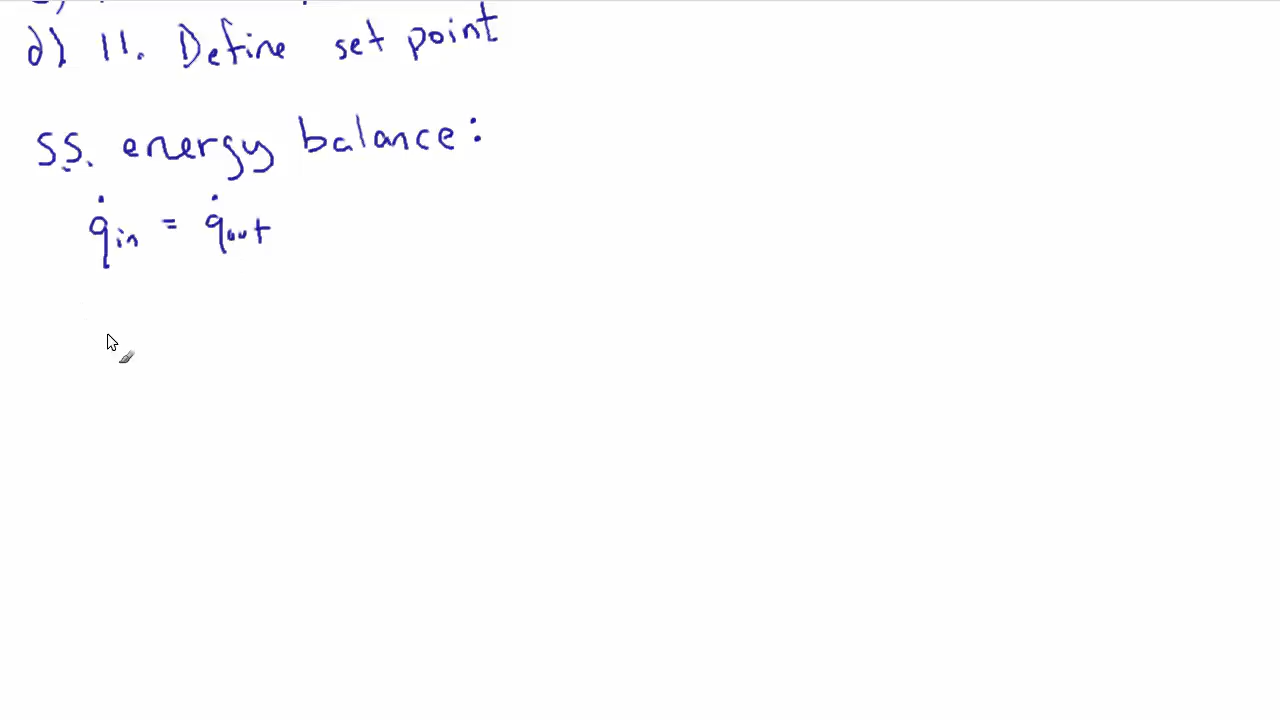 d) 11. Define set point
S.S. energy balance:
q̇in = q̇out